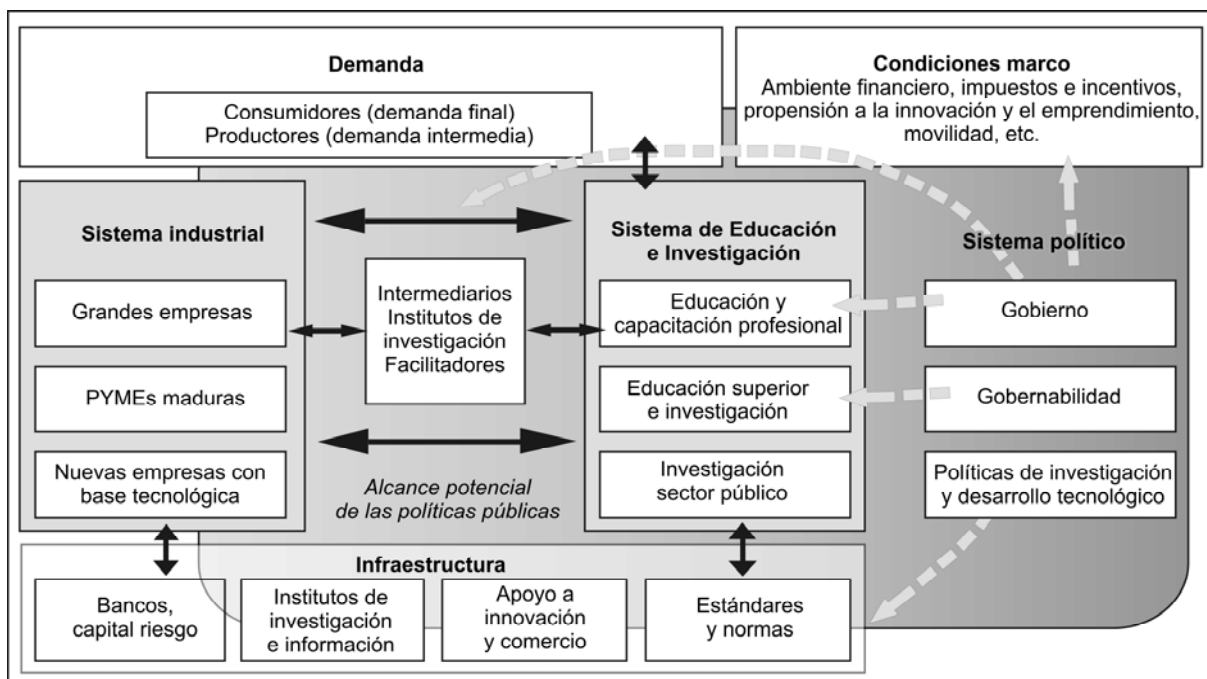 Demanda
Consumidores (demanda final)
Productores (demanda intermedia)
Condiciones marco
Ambiente financiero, impuestos e incentivos,
propensión a la innovación y el emprendimiento,
movilidad, etc.
Sistema industrial
Grandes empresas
PYMEs maduras
Nuevas empresas con
base tecnológica
Intermediarios
Institutos de
investigación
Facilitadores
Alcance potencial
de las políticas públicas
Sistema de Educación
e Investigación
Educación y
capacitación profesional
Educación superior
e investigación
Investigación
sector público
Sistema político
Gobierno
Gobernabilidad
Políticas de investigación
y desarrollo tecnológico
Infraestructura
Bancos,
capital riesgo
Institutos de
investigación
e información
Apoyo a
innovación
y comercio
Estándares
y normas